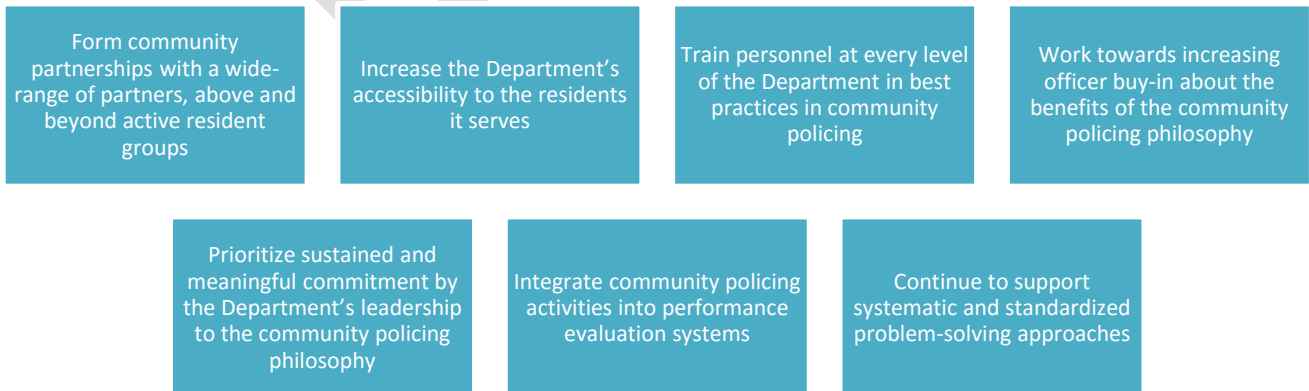 Form community
partnerships with a wide-
range of partners, above and
beyond active resident
groups
Increase the Department’s
accessibility to the residents
it serves
Train personnel at every level
of the Department in best
practices in community
policing
Work towards increasing
officer buy-in about the
benefits of the community
policing philosophy
Prioritize sustained and
meaningful commitment by
the Department’s leadership
to the community policing
philosophy
Integrate community policing
activities into performance
evaluation systems
Continue to support
systematic and standardized
problem-solving approaches